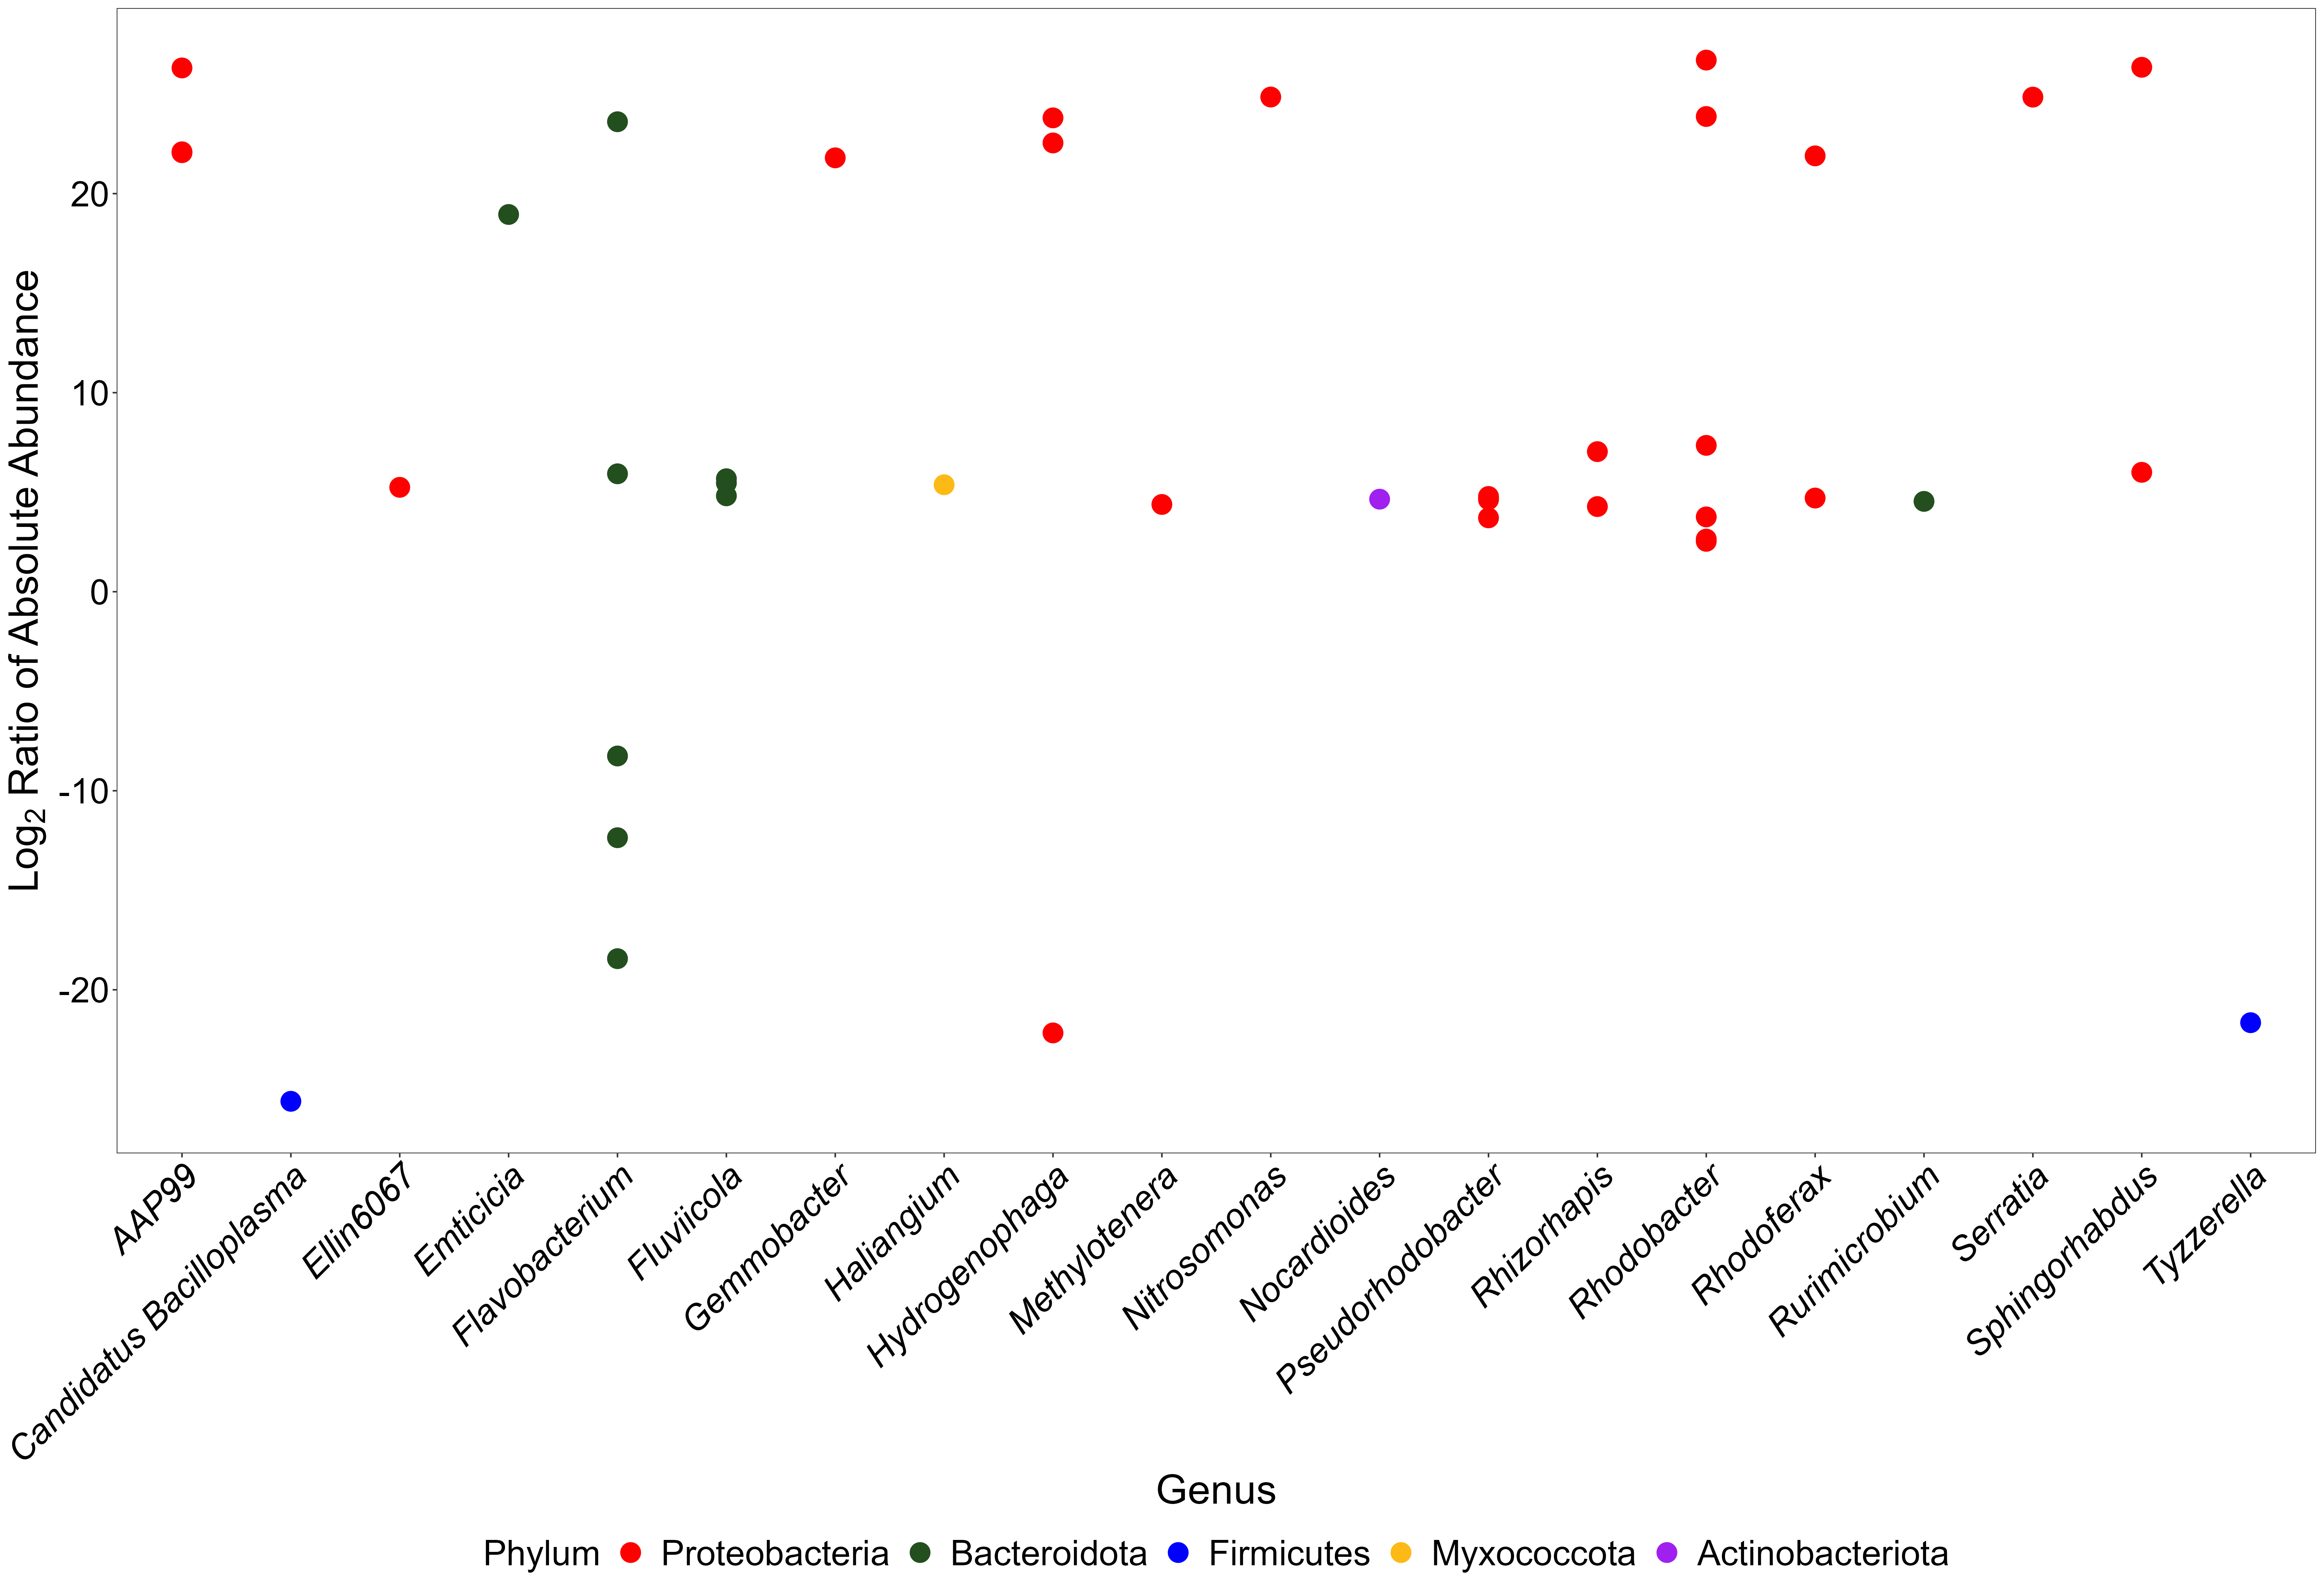 Log2 Ratio of Absolute Abundance
20
10
0
-10
-20
AAP99
Candidatus Bacilloplasma
Ellin6067
Emticicia
Flavobacterium
Fluviicola
Gemmobacter
Haliangium
Hydrogenophaga
Methylotenera
Nitrosomonas
Nocardioides
Pseudorhodobacter
Rhizorhapis
Rhodobacter
Rhodoferax
Rurimicrobium
Serratia
Sphingorhabdus
Tyzzerella
Genus
Phylum Proteobacteria Bacteroidota Firmicutes Myxococcota Actinobacteriota